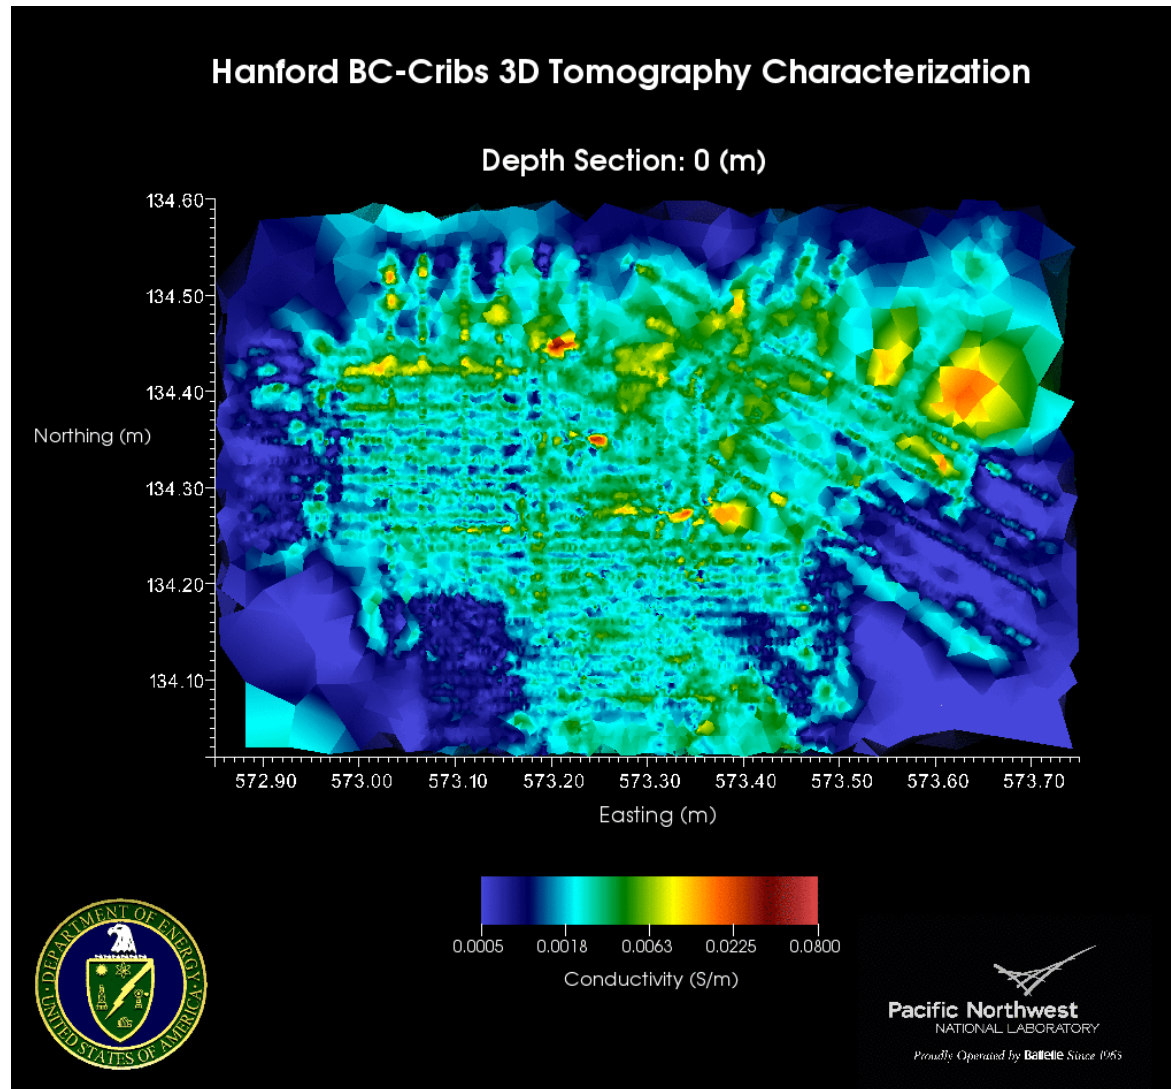 Hanford BC-Cribs 3D Tomography Characterization
Depth Section: 0 (m)
134.60
134.50
134.40
Northing (m)
134.30
134.20
134.10
572.90 573.00 573.10 573.20 573.30 573.40 573.50 573.60 573.70
Easting (m)
0.0005 0.0018 0.0063 0.0225 0.0800
Conductivity (S/m)
DEPARTMENT OF ENERGY
UNITED STATES OF AMERICA
Pacific Northwest
NATIONAL LABORATORY
Proudly Operated by Battelle Since 1965